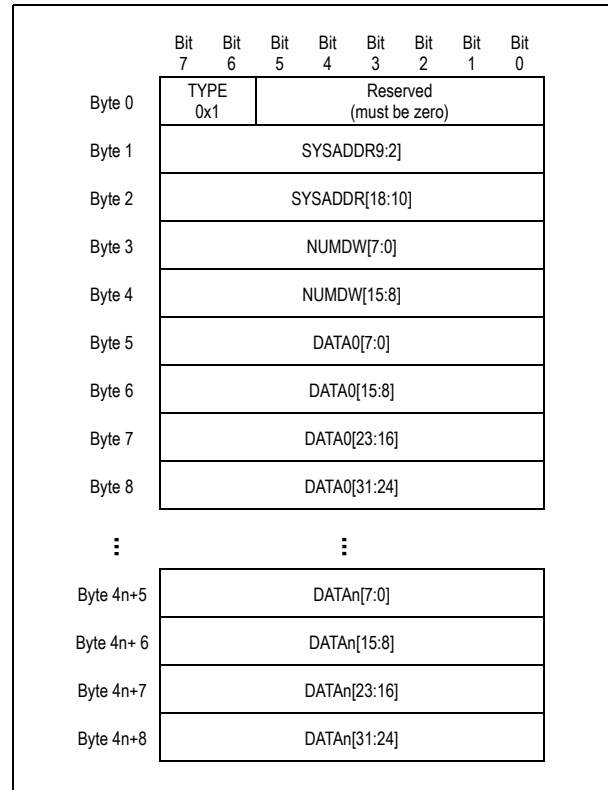 Bit Bit Bit Bit Bit Bit Bit Bit
7 6 5 4 3 2 1 0
Byte 0 TYPE Reserved
0x1 (must be zero)
Byte 1 SYSADDR9:2]
Byte 2 SYSADDR[18:10]
Byte 3 NUMDW[7:0]
Byte 4 NUMDW[15:8]
Byte 5 DATA0[7:0]
Byte 6 DATA0[15:8]
Byte 7 DATA0[23:16]
Byte 8 DATA0[31:24]
... ...
Byte 4n+5 DATAn[7:0]
Byte 4n+ 6 DATAn[15:8]
Byte 4n+7 DATAn[23:16]
Byte 4n+8 DATAn[31:24]